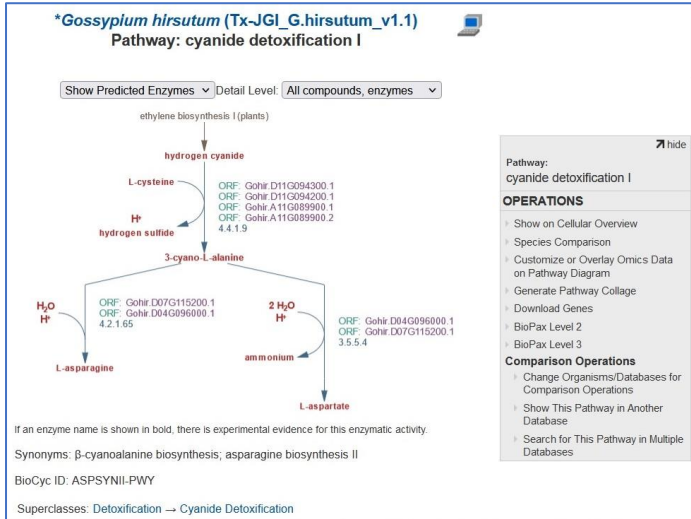 *Gossypium hirsutum (Tx-JGI_G.hirsutum_v1.1)
Pathway: cyanide detoxification I
Show Predicted Enzymes Detail Level: All compounds, enzymes
ethylene biosynthesis I (plants)
hydrogen cyanide
L-cysteine
ORF: Gohir.D11G094300.1
ORF: Gohir.D11G094200.1
ORF: Gohir.A11G089900.1
ORF: Gohir.A11G089900.2
4.4.1.9
H+
hydrogen sulfide
3-cyano-L-alanine
H2O
H+
ORF: Gohir.D07G115200.1
ORF: Gohir.D04G096000.1
4.2.1.65
L-asparagine
2 H2O
H+
ORF: Gohir.D04G096000.1
ORF: Gohir.D07G115200.1
3.5.5.4
ammonium
L-aspartate
If an enzyme name is shown in bold, there is experimental evidence for this enzymatic activity.
Synonyms: β-cyanoalanine biosynthesis; asparagine biosynthesis II
BioCyc ID: ASPSYNII-PWY
Superclasses: Detoxification → Cyanide Detoxification
hide
Pathway:
cyanide detoxification I
OPERATIONS
Show on Cellular Overview
Species Comparison
Customize or Overlay Omics Data
on Pathway Diagram
Generate Pathway Collage
Download Genes
BioPax Level 2
BioPax Level 3
Comparison Operations
Change Organisms/Databases for
Comparison Operations
Show This Pathway in Another
Database
Search for This Pathway in Multiple
Databases